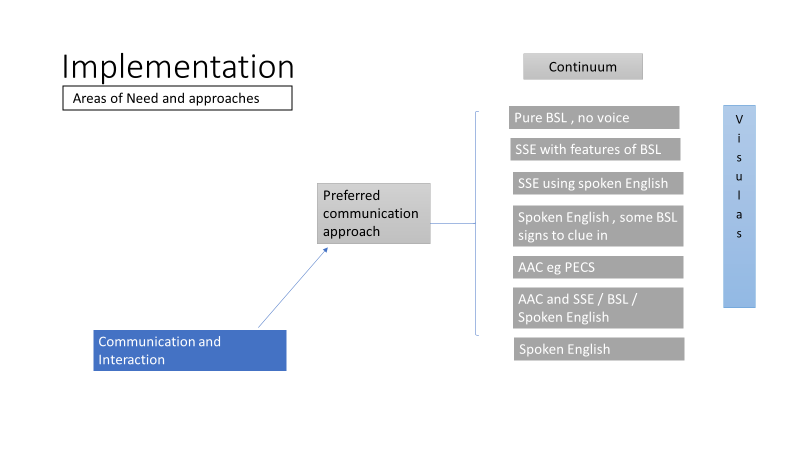 Implementation
Areas of Need and approaches
Continuum
Pure BSL , no voice
SSE with features of BSL
SSE using spoken English
Spoken English , some BSL
signs to clue in
AAC eg PECS
AAC and SSE / BSL /
Spoken English
Spoken English
Preferred
communication
approach
Communication and
Interaction
V
i
s
u
l
a
s